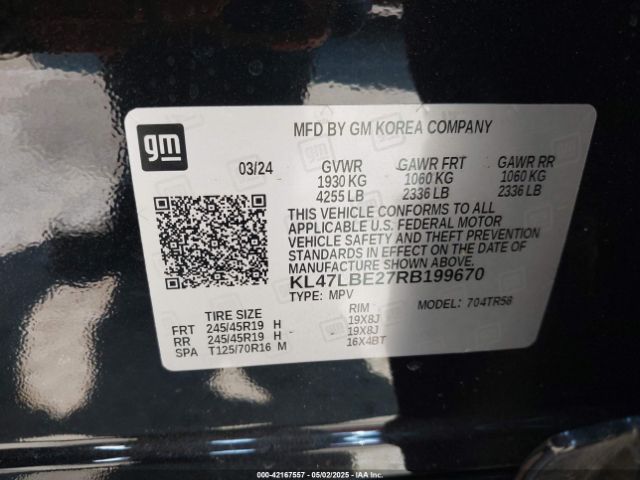 gm
MFD BY GM KOREA COMPANY
03/24 GVWR GAWR FRT GAWR RR
1930 KG 1060 KG 1060 KG
4255 LB 2336 LB 2336 LB
THIS VEHICLE CONFORMS TO ALL
APPLICABLE U.S. FEDERAL MOTOR
VEHICLE SAFETY AND THEFT PREVENTION
STANDARDS IN EFFECT ON THE DATE OF
MANUFACTURE SHOWN ABOVE.
KL47LBE27RB199670
TYPE: MPV MODEL: 704TR58
TIRE SIZE RIM
FRT 245/45R19 H 19X8J
RR 245/45R19 H 19X8J
SPA T125/70R16 M 16X4BT
000-42167557 - 05/02/2025 - IAAI.COM